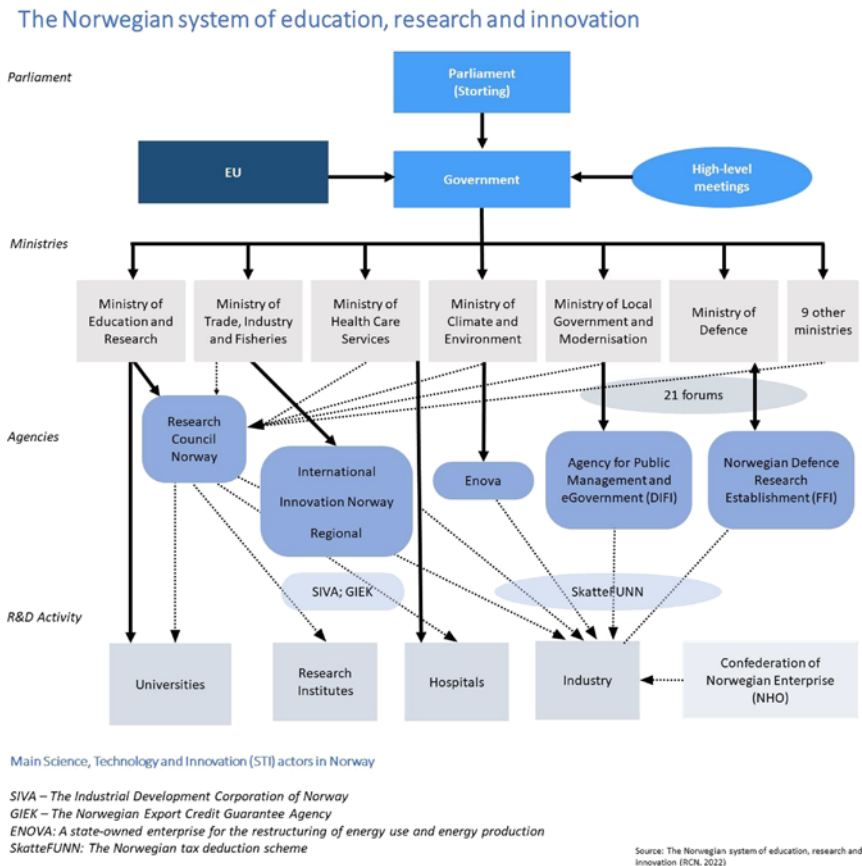 The Norwegian system of education, research and innovation
Parliament
Parliament
(Storting)
EU
Government
High-level
meetings
Ministries
Ministry of
Education and
Research
Ministry of
Trade, Industry
and Fisheries
Ministry of
Health Care
Services
Ministry of
Climate and
Environment
Ministry of Local
Government and
Modernisation
Ministry of
Defence
9 other
ministries
21 forums
Agencies
Research
Council
Norway
International
Innovation Norway
Regional
Enova
Agency for Public
Management and
eGovernment (DIFI)
Norwegian Defence
Research
Establishment (FFI)
SIVA; GIEK
SkatteFUNN
R&D Activity
Universities
Research
Institutes
Hospitals
Industry
Confederation of
Norwegian Enterprise
(NHO)
Main Science, Technology and Innovation (STI) actors in Norway
SIVA – The Industrial Development Corporation of Norway
GIEK – The Norwegian Export Credit Guarantee Agency
ENOVA: A state-owned enterprise for the restructuring of energy use and energy production
SkatteFUNN: The Norwegian tax deduction scheme
Source: The Norwegian system of education, research and
innovation (RCN, 2022)